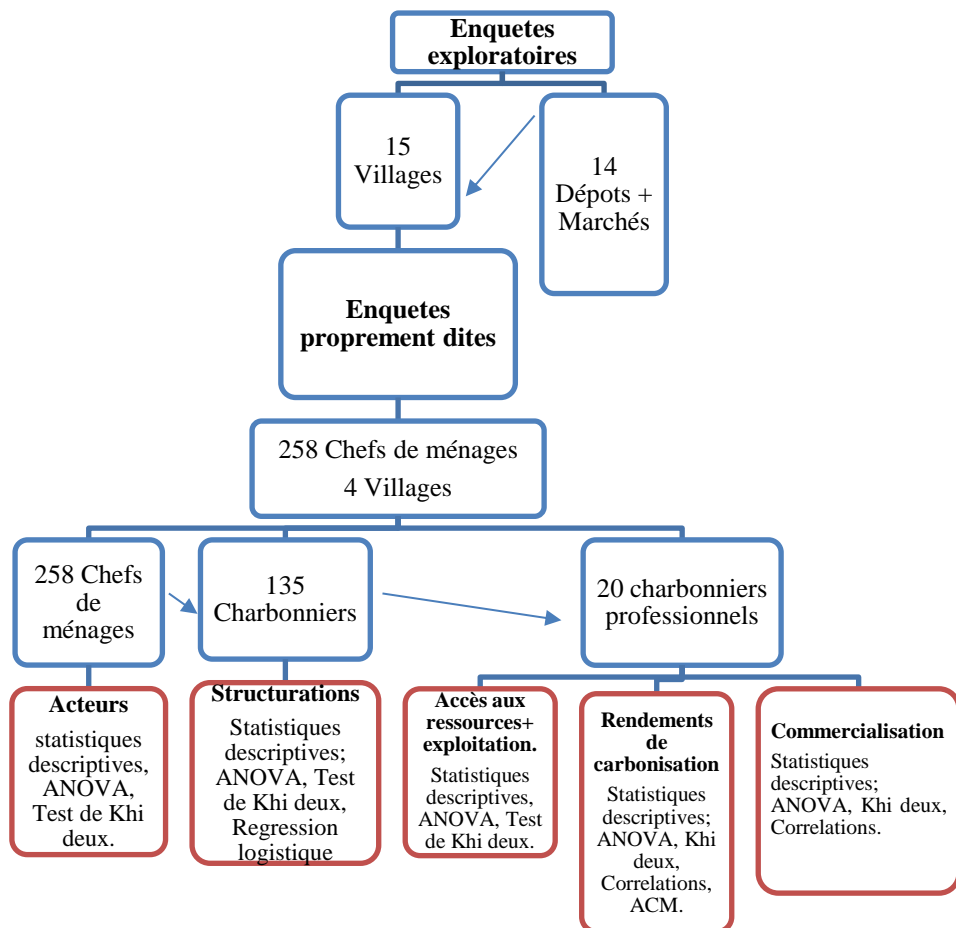 Enquetes
exploratoires
15
Villages
14
Dépots +
Marchés
Enquetes
proprement dites
258 Chefs de ménages
4 Villages
258 Chefs
de
ménages
135
Charbonniers
20 charbonniers
professionnels
Acteurs
statistiques
descriptives,
ANOVA,
Test de Khi
deux.
Structurations
Statistiques
descriptives;
ANOVA, Test
de Khi deux,
Regression
logistique
Accès aux
ressources+
exploitation.
Statistiques
descriptives,
ANOVA, Test
de Khi deux.
Rendements
de
carbonisation
Statistiques
descriptives;
ANOVA, Khi
deux,
Correlations,
ACM.
Commercialisation
Statistiques
descriptives;
ANOVA, Khi deux,
Correlations.